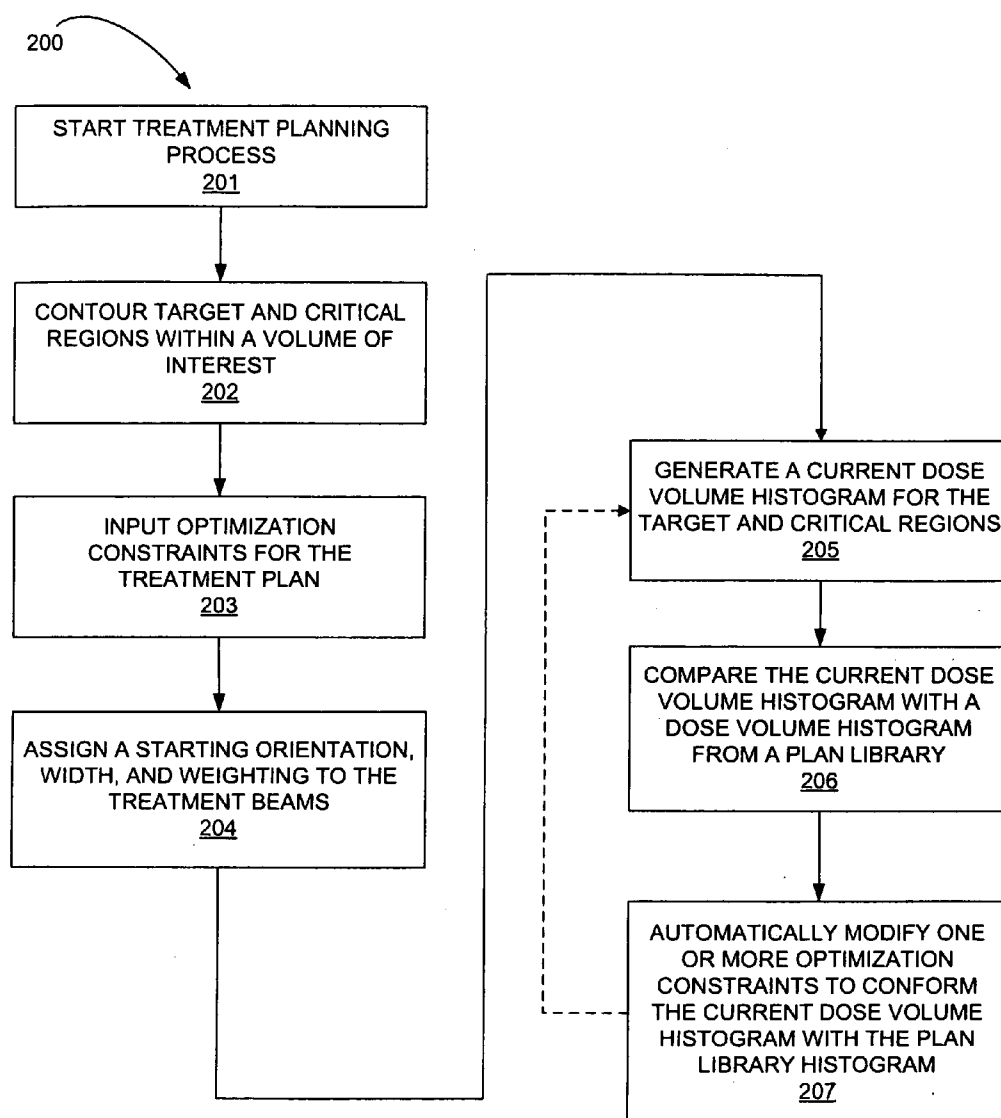 200
START TREATMENT PLANNING
PROCESS
201
CONTOUR TARGET AND CRITICAL
REGIONS WITHIN A VOLUME OF
INTEREST
202
INPUT OPTIMIZATION
CONSTRAINTS FOR THE
TREATMENT PLAN
203
ASSIGN A STARTING ORIENTATION,
WIDTH, AND WEIGHTING TO THE
TREATMENT BEAMS
204
GENERATE A CURRENT DOSE
VOLUME HISTOGRAM FOR THE
TARGET AND CRITICAL REGIONS
205
COMPARE THE CURRENT DOSE
VOLUME HISTOGRAM WITH A
DOSE VOLUME HISTOGRAM
FROM A PLAN LIBRARY
206
AUTOMATICALLY MODIFY ONE
OR MORE OPTIMIZATION
CONSTRAINTS TO CONFORM
THE CURRENT DOSE VOLUME
HISTOGRAM WITH THE PLAN
LIBRARY HISTOGRAM
207